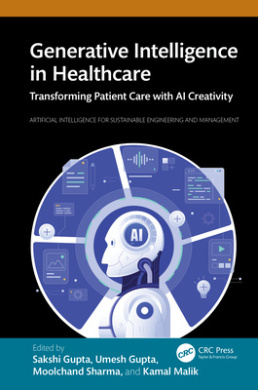 Generative Intelligence
in Healthcare
Transforming Patient Care with AI Creativity
ARTIFICIAL INTELLIGENCE FOR SUSTAINABLE ENGINEERING AND MANAGEMENT
AI
Edited by
Sakshi Gupta, Umesh Gupta,
Moolchand Sharma, and Kamal Malik
CRC Press
Taylor & Francis Group